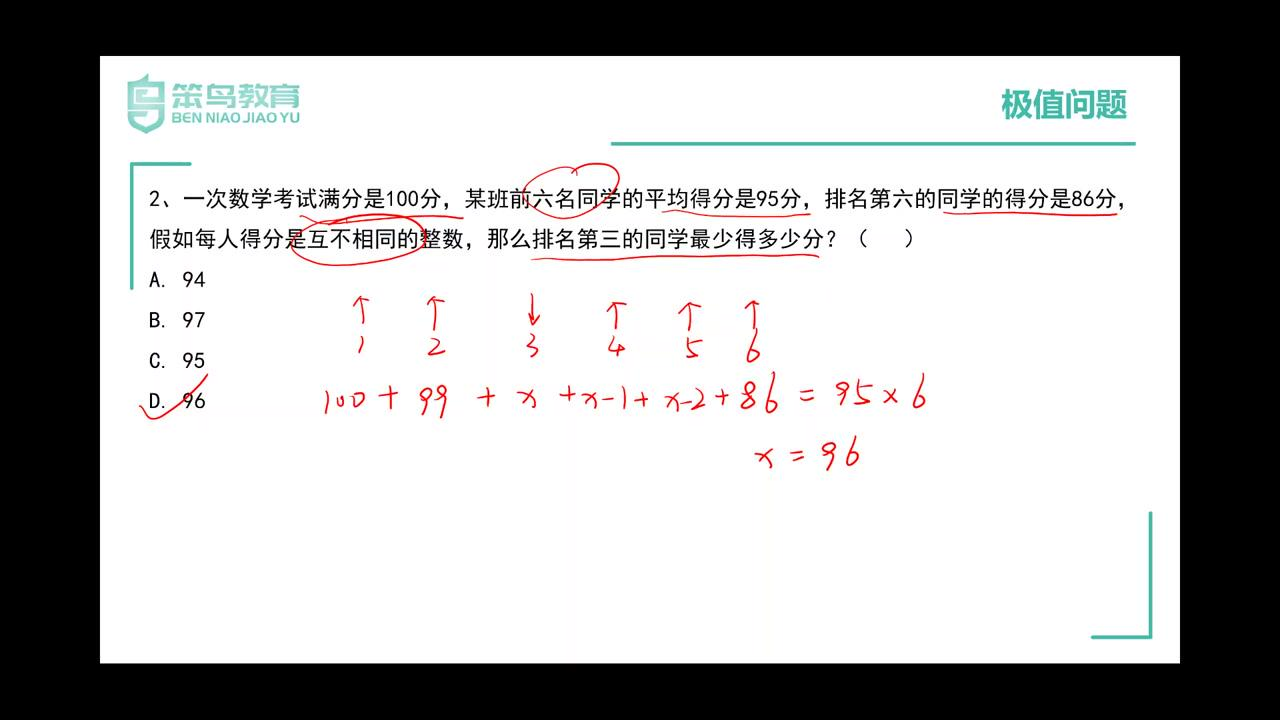 笨鸟教育
BEN NIAO JIAO YU
极值问题
2、一次数学考试满分是100分，某班前六名同学的平均得分是95分，排名第六的同学的得分是86分，
假如每人得分是互不相同的整数，那么排名第三的同学最少得多少分？（ ）
A. 94
B. 97
C. 95
D. 96
↑ ↑ ↓ ↑ ↑ ↑
1 2 3 4 5 6
100 + 99 + x + x-1 + x-2 + 86 = 95 × 6
x = 96